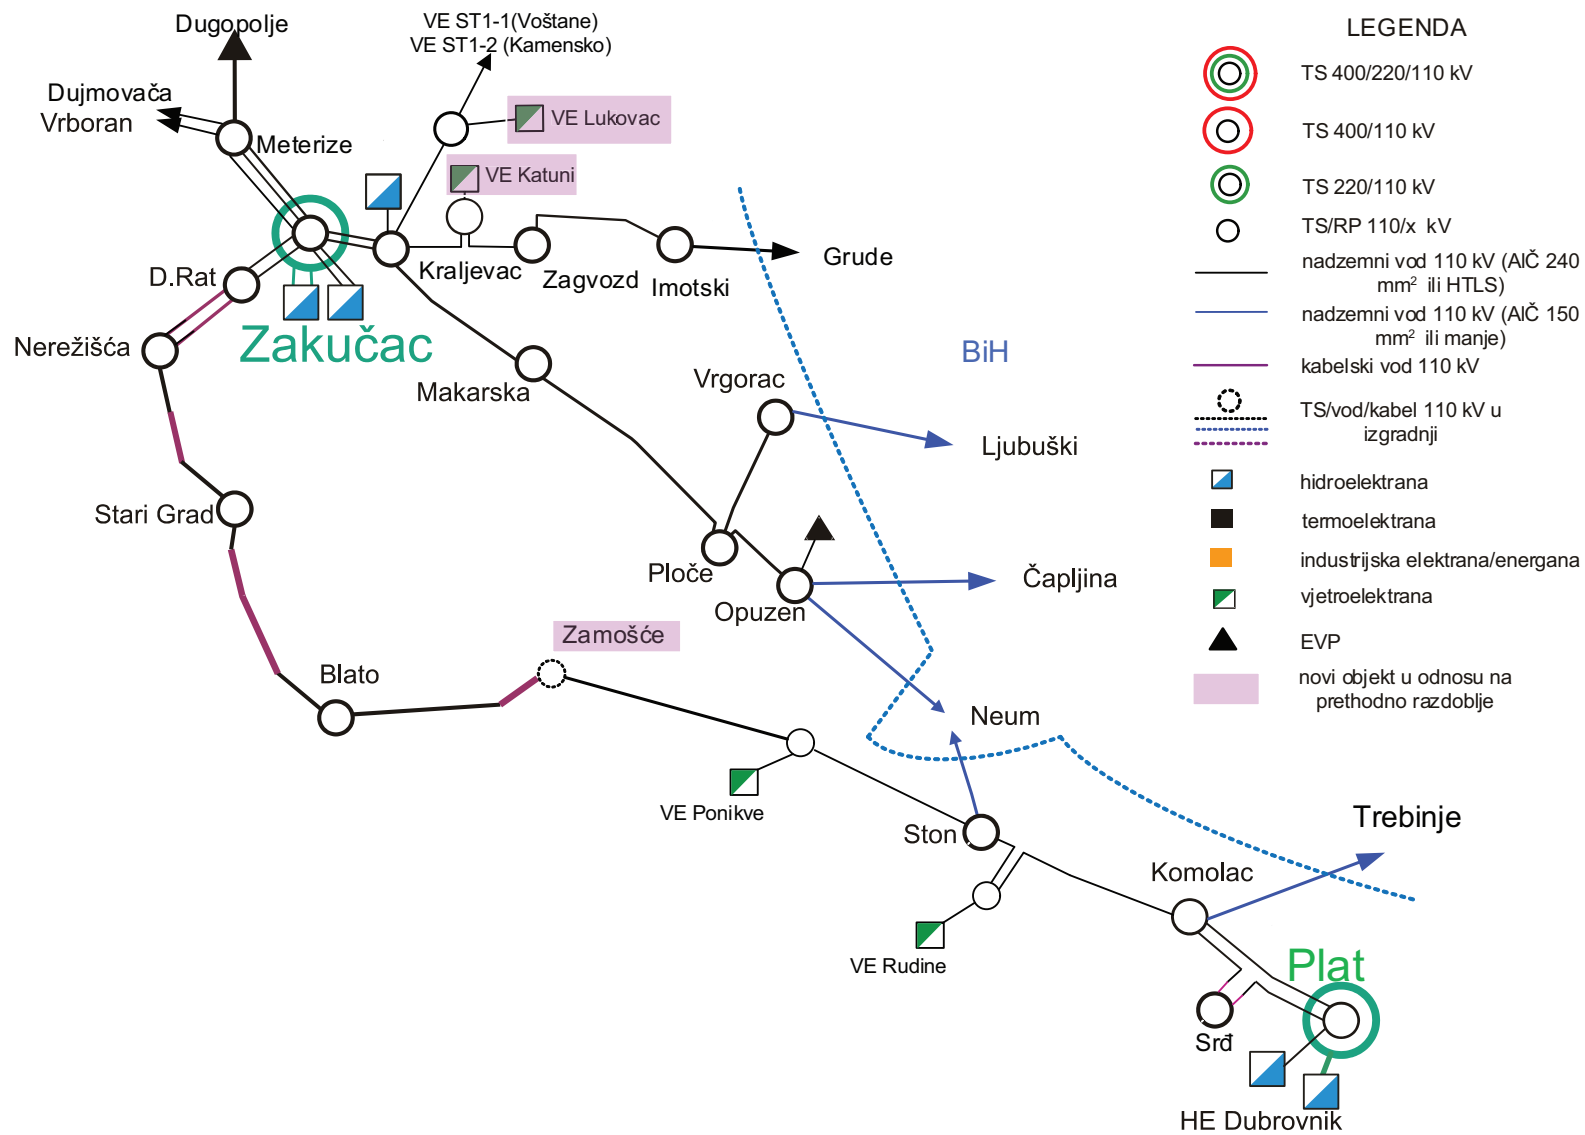 Dugopolje
VE ST1-1(Voštane)
VE ST1-2 (Kamensko)
Dujmovača
Vrboran
Meterize
VE Lukovac
VE Katuni
Kraljevac
Zagvozd
Imotski
Grude
D.Rat
Zakučac
Nerežišća
Makarska
BiH
Vrgorac
Ljubuški
Stari Grad
Ploče
Čapljina
Opuzen
Zamošće
Blato
Neum
VE Ponikve
Ston
Trebinje
Komolac
VE Rudine
Plat
Srđ
HE Dubrovnik
LEGENDA
TS 400/220/110 kV
TS 400/110 kV
TS 220/110 kV
TS/RP 110/x kV
nadzemni vod 110 kV (AlČ 240
mm² ili HTLS)
nadzemni vod 110 kV (AlČ 150
mm² ili manje)
kabelski vod 110 kV
TS/vod/kabel 110 kV u
izgradnji
hidroelektrana
termoelektrana
industrijska elektrana/energana
vjetroelektrana
EVP
novi objekt u odnosu na
prethodno razdoblje